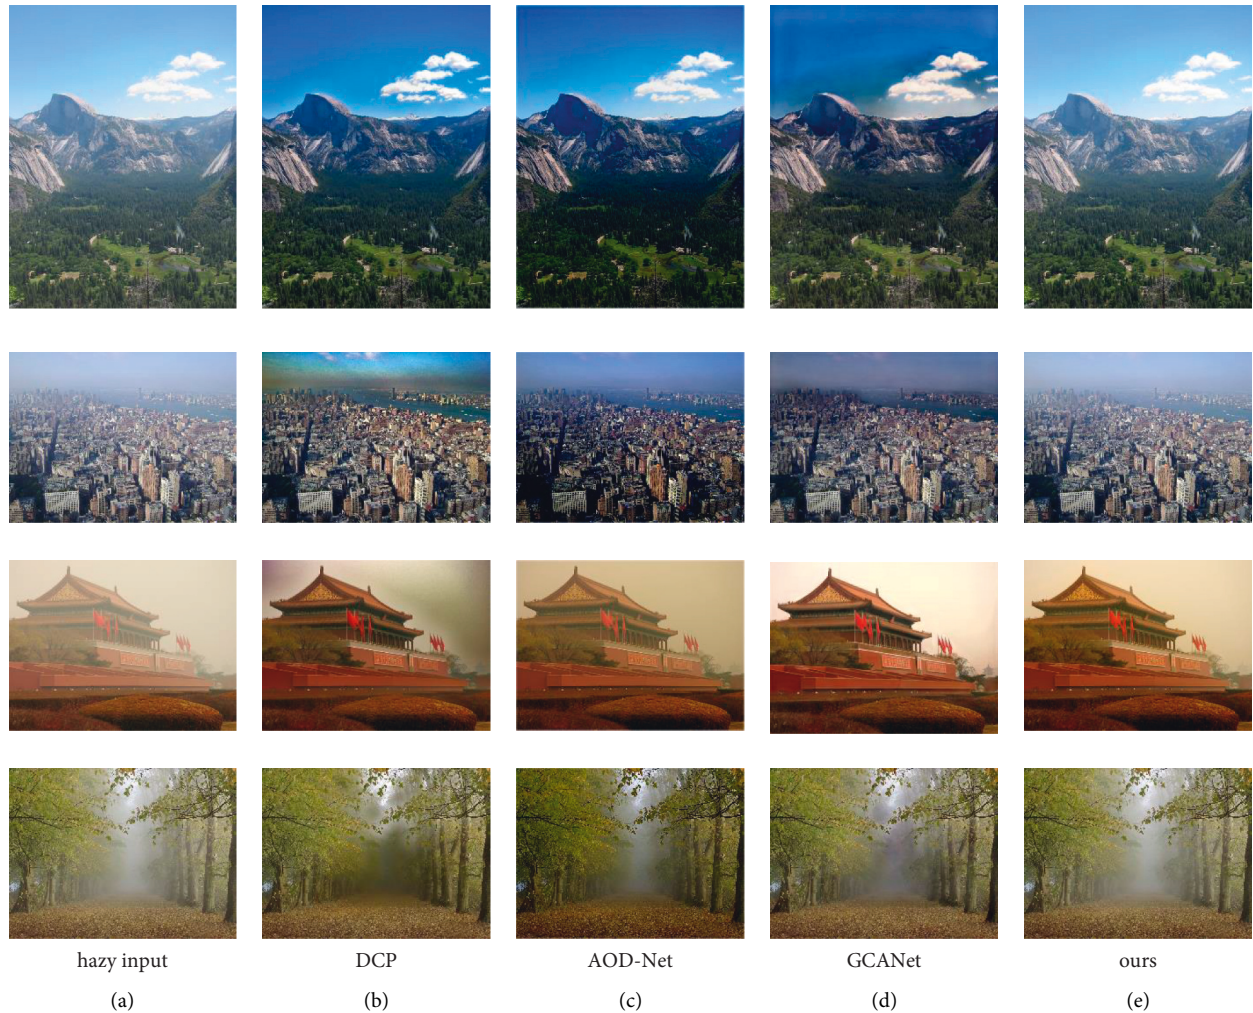 hazy input
DCP
AOD-Net
GCANet
ours
(a)
(b)
(c)
(d)
(e)